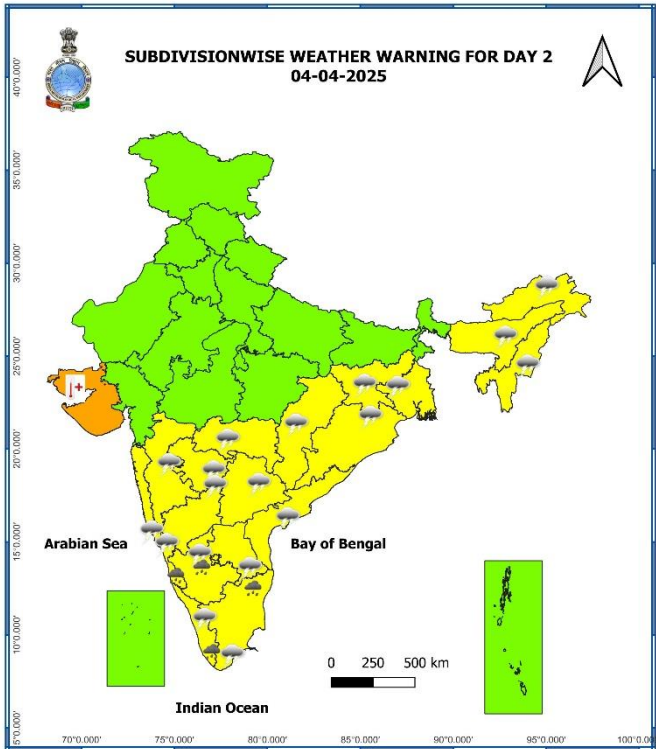 SUBDIVISIONWISE WEATHER WARNING FOR DAY 2
04-04-2025
40°0.000'
35°0.000'
30°0.000'
25°0.000'
20°0.000'
15°0.000'
10°0.000'
5°0.000'
Arabian Sea
Bay of Bengal
0 250 500 km
Indian Ocean
70°0.000' 75°0.000' 80°0.000' 85°0.000' 90°0.000' 95°0.000' 100°0.000'